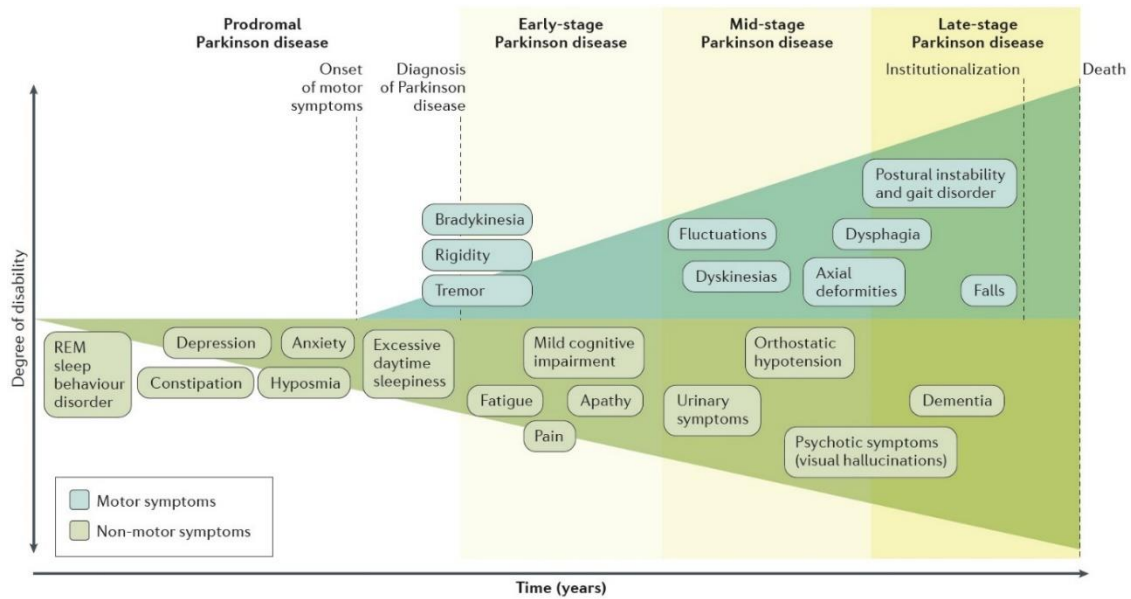 Prodromal
Parkinson disease
Early-stage
Parkinson disease
Mid-stage
Parkinson disease
Late-stage
Parkinson disease
Onset
of motor
symptoms
Diagnosis
of Parkinson
disease
Institutionalization
Death
Degree of disability
Bradykinesia
Rigidity
Tremor
Fluctuations
Dyskinesias
Postural instability
and gait disorder
Dysphagia
Axial
deformities
Falls
REM
sleep
behaviour
disorder
Depression
Anxiety
Constipation
Hyposmia
Excessive
daytime
sleepiness
Mild cognitive
impairment
Fatigue
Apathy
Pain
Orthostatic
hypotension
Urinary
symptoms
Dementia
Psychotic symptoms
(visual hallucinations)
Motor symptoms
Non-motor symptoms
Time (years)